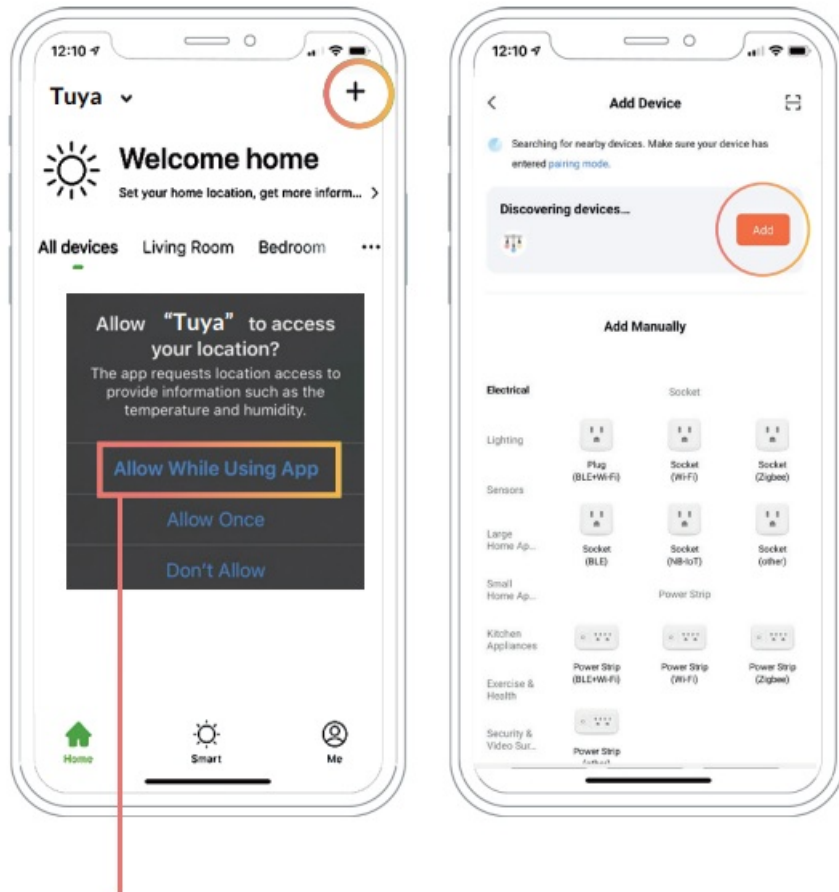 12:10
Tuya
+
Welcome home
Set your home location, get more inform... >
All devices Living Room Bedroom ...
Allow "Tuya" to access
your location?
The app requests location access to
provide information such as the
temperature and humidity.
Allow While Using App
Allow Once
Don't Allow
Home Smart Me
12:10
Add Device
Searching for nearby devices. Make sure your device has
entered pairing mode.
Discovering devices...
Add
Add Manually
Electrical
Lighting
Sensors
Large
Home Ap...
Small
Home Ap...
Kitchen
Appliances
Exercise &
Health
Security &
Video Sur...
Socket
Plug
(BLE+Wi-Fi)
Socket
(Wi-Fi)
Socket
(Zigbee)
Socket
(BLE)
Socket
(NB-IoT)
Socket
(other)
Power Strip
Power Strip
(BLE+Wi-Fi)
Power Strip
(Wi-Fi)
Power Strip
(Zigbee)
Power Strip
(other)